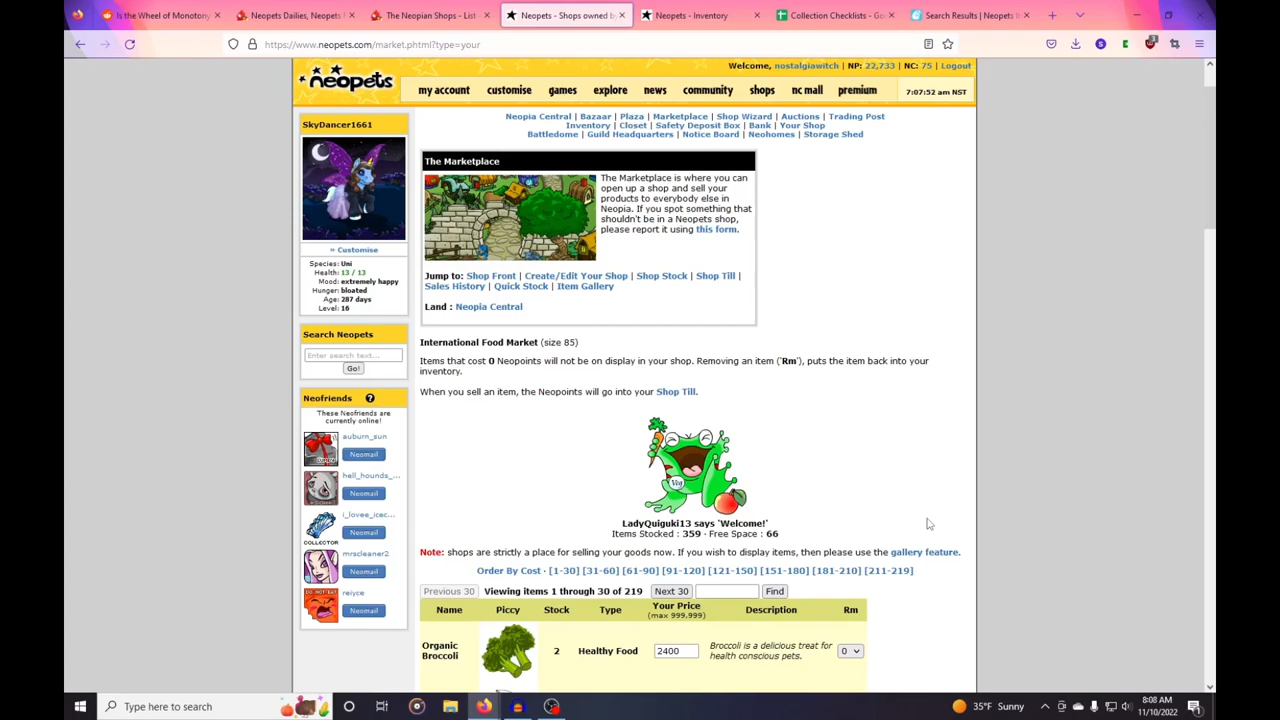 Is the Wheel of Monotony
Neopets Dailies, Neopets F
The Neopian Shops - List
Neopets - Shops owned by
Neopets - Inventory
Collection Checklists - Goo
Search Results | Neopets It
https://www.neopets.com/market.phtml?type=your
neopets
Welcome, nostalgiawitch | NP: 22,733 | NC: 75 | Logout
my account customise games explore news community shops nc mall premium
7:07:52 am NST
Neopia Central | Bazaar | Plaza | Marketplace | Shop Wizard | Auctions | Trading Post
Inventory | Closet | Safety Deposit Box | Bank | Your Shop
Battledome | Guild Headquarters | Notice Board | Neohomes | Storage Shed
SkyDancer1661
» Customise
Species: Uni
Health: 13 / 13
Mood: extremely happy
Hunger: bloated
Age: 287 days
Level: 16
Search Neopets
Enter search text...
Go!
Neofriends ?
These Neofriends are
currently online!
auburn_sun
Neomail
hell_hounds_...
Neomail
i_lovee_icec...
Neomail
COLLECTOR
mrscleaner2
Neomail
reiyce
Neomail
DO NOT EAT
The Marketplace
The Marketplace is where you can
open up a shop and sell your
products to everybody else in
Neopia. If you spot something that
shouldn't be in a Neopets shop,
please report it using this form.
Jump to: Shop Front | Create/Edit Your Shop | Shop Stock | Shop Till |
Sales History | Quick Stock | Item Gallery
Land : Neopia Central
International Food Market (size 85)
Items that cost 0 Neopoints will not be on display in your shop. Removing an item ('Rm'), puts the item back into your
inventory.
When you sell an item, the Neopoints will go into your Shop Till.
Veg
LadyQuiguki13 says 'Welcome!'
Items Stocked : 359 - Free Space : 66
Note: shops are strictly a place for selling your goods now. If you wish to display items, then please use the gallery feature.
Order By Cost - [1-30] [31-60] [61-90] [91-120] [121-150] [151-180] [181-210] [211-219]
Previous 30 Viewing items 1 through 30 of 219 Next 30 Find
Name Piccy Stock Type Your Price Description Rm
(max 999,999)
Organic
Broccoli
2 Healthy Food 2400
Broccoli is a delicious treat for
health conscious pets.
0
Type here to search
35°F Sunny
8:08 AM
11/10/2022